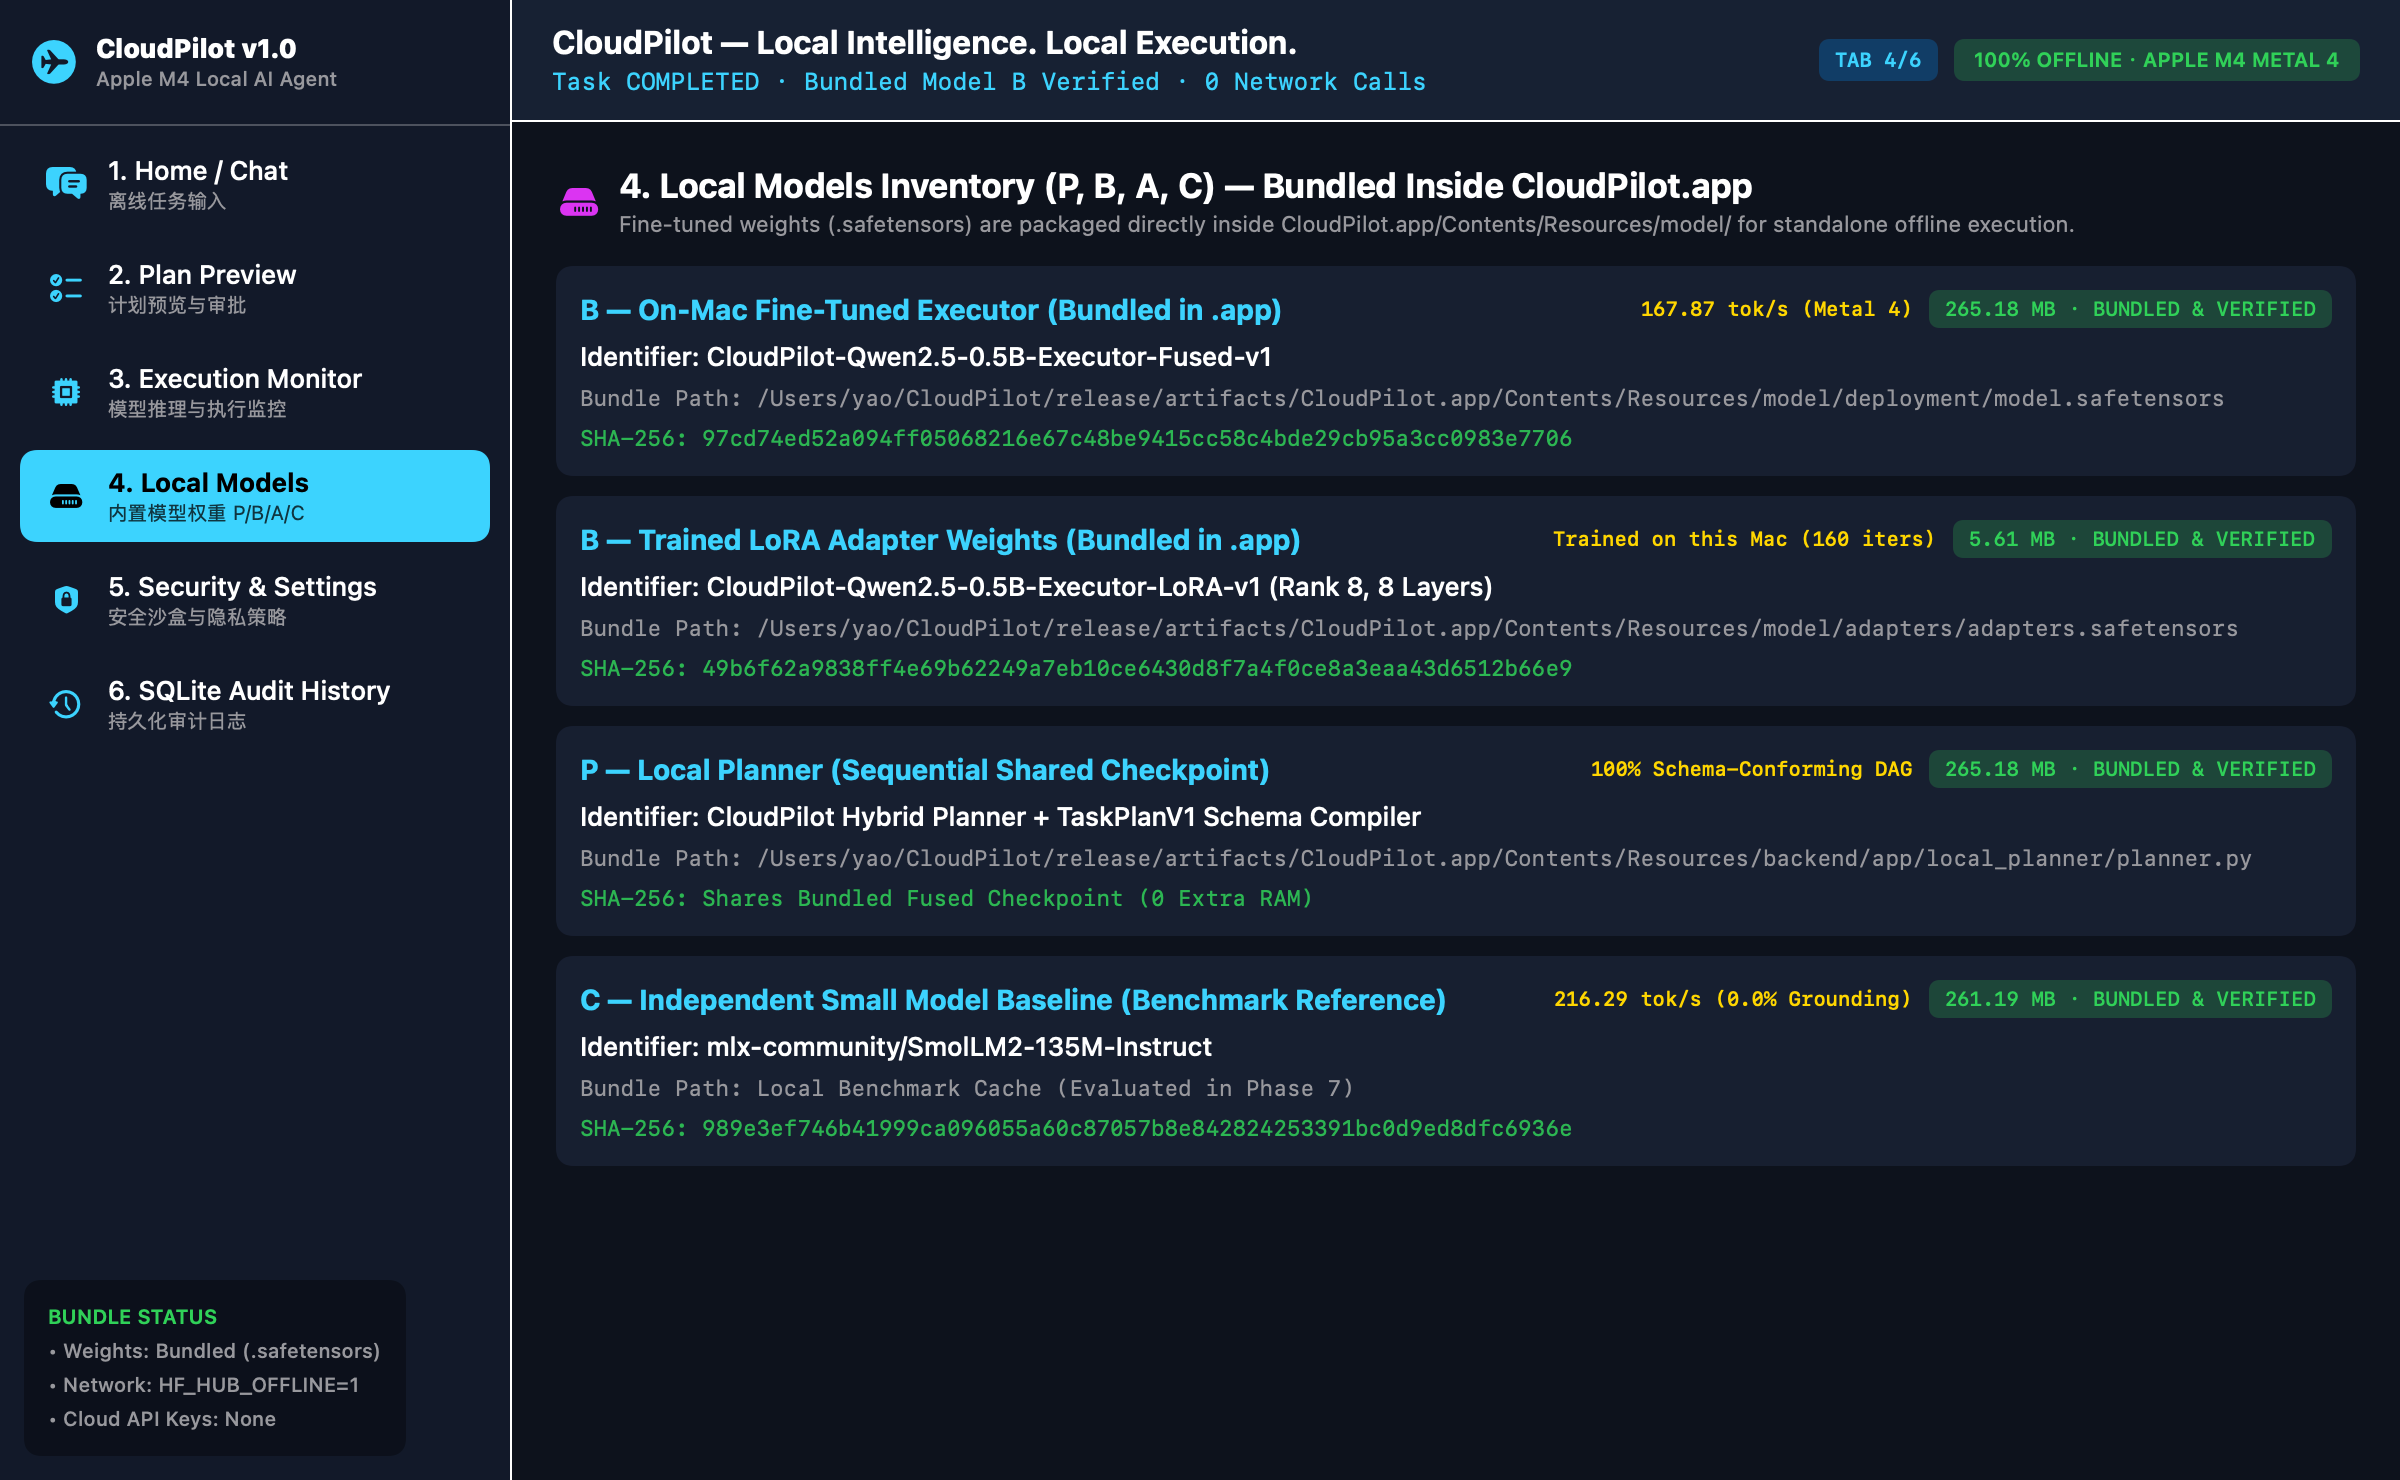 CloudPilot v1.0
Apple M4 Local AI Agent
1. Home / Chat
离线任务输入
2. Plan Preview
计划预览与审批
3. Execution Monitor
模型推理与执行监控
4. Local Models
内置模型权重 P/B/A/C
5. Security & Settings
安全沙盒与隐私策略
6. SQLite Audit History
持久化审计日志
BUNDLE STATUS
• Weights: Bundled (.safetensors)
• Network: HF_HUB_OFFLINE=1
• Cloud API Keys: None
CloudPilot — Local Intelligence. Local Execution.
Task COMPLETED · Bundled Model B Verified · 0 Network Calls
TAB 4/6
100% OFFLINE · APPLE M4 METAL 4
4. Local Models Inventory (P, B, A, C) — Bundled Inside CloudPilot.app
Fine-tuned weights (.safetensors) are packaged directly inside CloudPilot.app/Contents/Resources/model/ for standalone offline execution.
B — On-Mac Fine-Tuned Executor (Bundled in .app)
167.87 tok/s (Metal 4)
265.18 MB · BUNDLED & VERIFIED
Identifier: CloudPilot-Qwen2.5-0.5B-Executor-Fused-v1
Bundle Path: /Users/yao/CloudPilot/release/artifacts/CloudPilot.app/Contents/Resources/model/deployment/model.safetensors
SHA-256: 97cd74ed52a094ff05068216e67c48be9415cc58c4bde29cb95a3cc0983e7706
B — Trained LoRA Adapter Weights (Bundled in .app)
Trained on this Mac (160 iters)
5.61 MB · BUNDLED & VERIFIED
Identifier: CloudPilot-Qwen2.5-0.5B-Executor-LoRA-v1 (Rank 8, 8 Layers)
Bundle Path: /Users/yao/CloudPilot/release/artifacts/CloudPilot.app/Contents/Resources/model/adapters/adapters.safetensors
SHA-256: 49b6f62a9838ff4e69b62249a7eb10ce6430d8f7a4f0ce8a3eaa43d6512b66e9
P — Local Planner (Sequential Shared Checkpoint)
100% Schema-Conforming DAG
265.18 MB · BUNDLED & VERIFIED
Identifier: CloudPilot Hybrid Planner + TaskPlanV1 Schema Compiler
Bundle Path: /Users/yao/CloudPilot/release/artifacts/CloudPilot.app/Contents/Resources/backend/app/local_planner/planner.py
SHA-256: Shares Bundled Fused Checkpoint (0 Extra RAM)
C — Independent Small Model Baseline (Benchmark Reference)
216.29 tok/s (0.0% Grounding)
261.19 MB · BUNDLED & VERIFIED
Identifier: mlx-community/SmolLM2-135M-Instruct
Bundle Path: Local Benchmark Cache (Evaluated in Phase 7)
SHA-256: 989e3ef746b41999ca096055a60c87057b8e842824253391bc0d9ed8dfc6936e